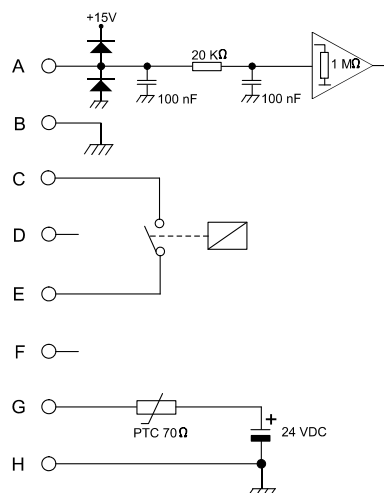 +15V
A
20 KΩ
1 MΩ
100 nF
100 nF
B
C
D
E
F
G
PTC 70Ω
+
24 VDC
H